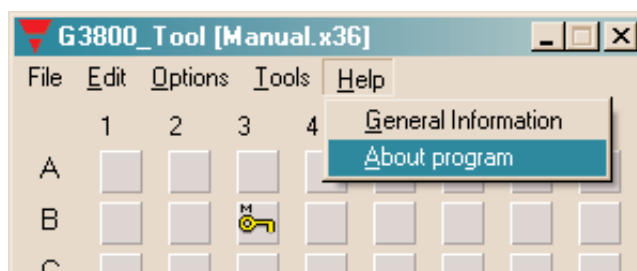 G3800_Tool [Manual.x36]
File Edit Options Tools Help
General Information
About program
1 2 3 4
A
B
M
C